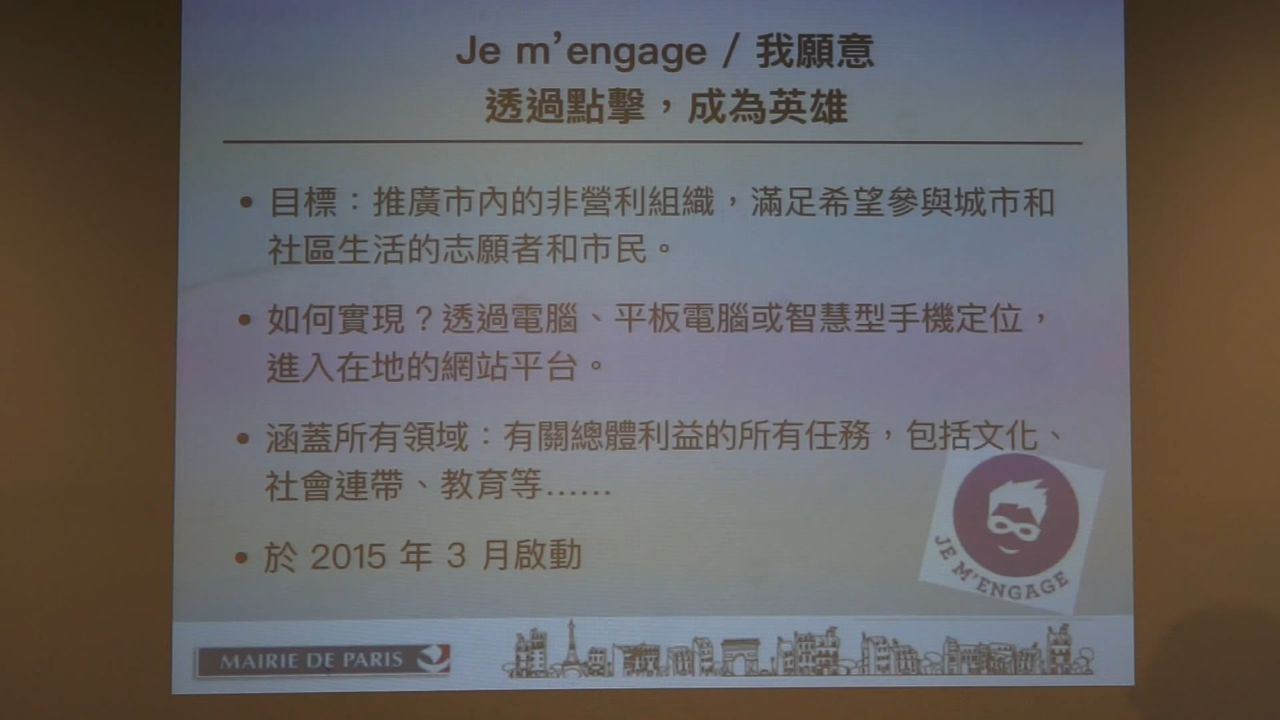 Je m’engage / 我願意
透過點擊，成為英雄
• 目標：推廣市內的非營利組織，滿足希望參與城市和
社區生活的志願者和市民。
• 如何實現？透過電腦、平板電腦或智慧型手機定位，
進入在地的網站平台。
• 涵蓋所有領域：有關總體利益的所有任務，包括文化、
社會連帶、教育等……
• 於 2015 年 3 月啟動
JE M’ENGAGE
MAIRIE DE PARIS